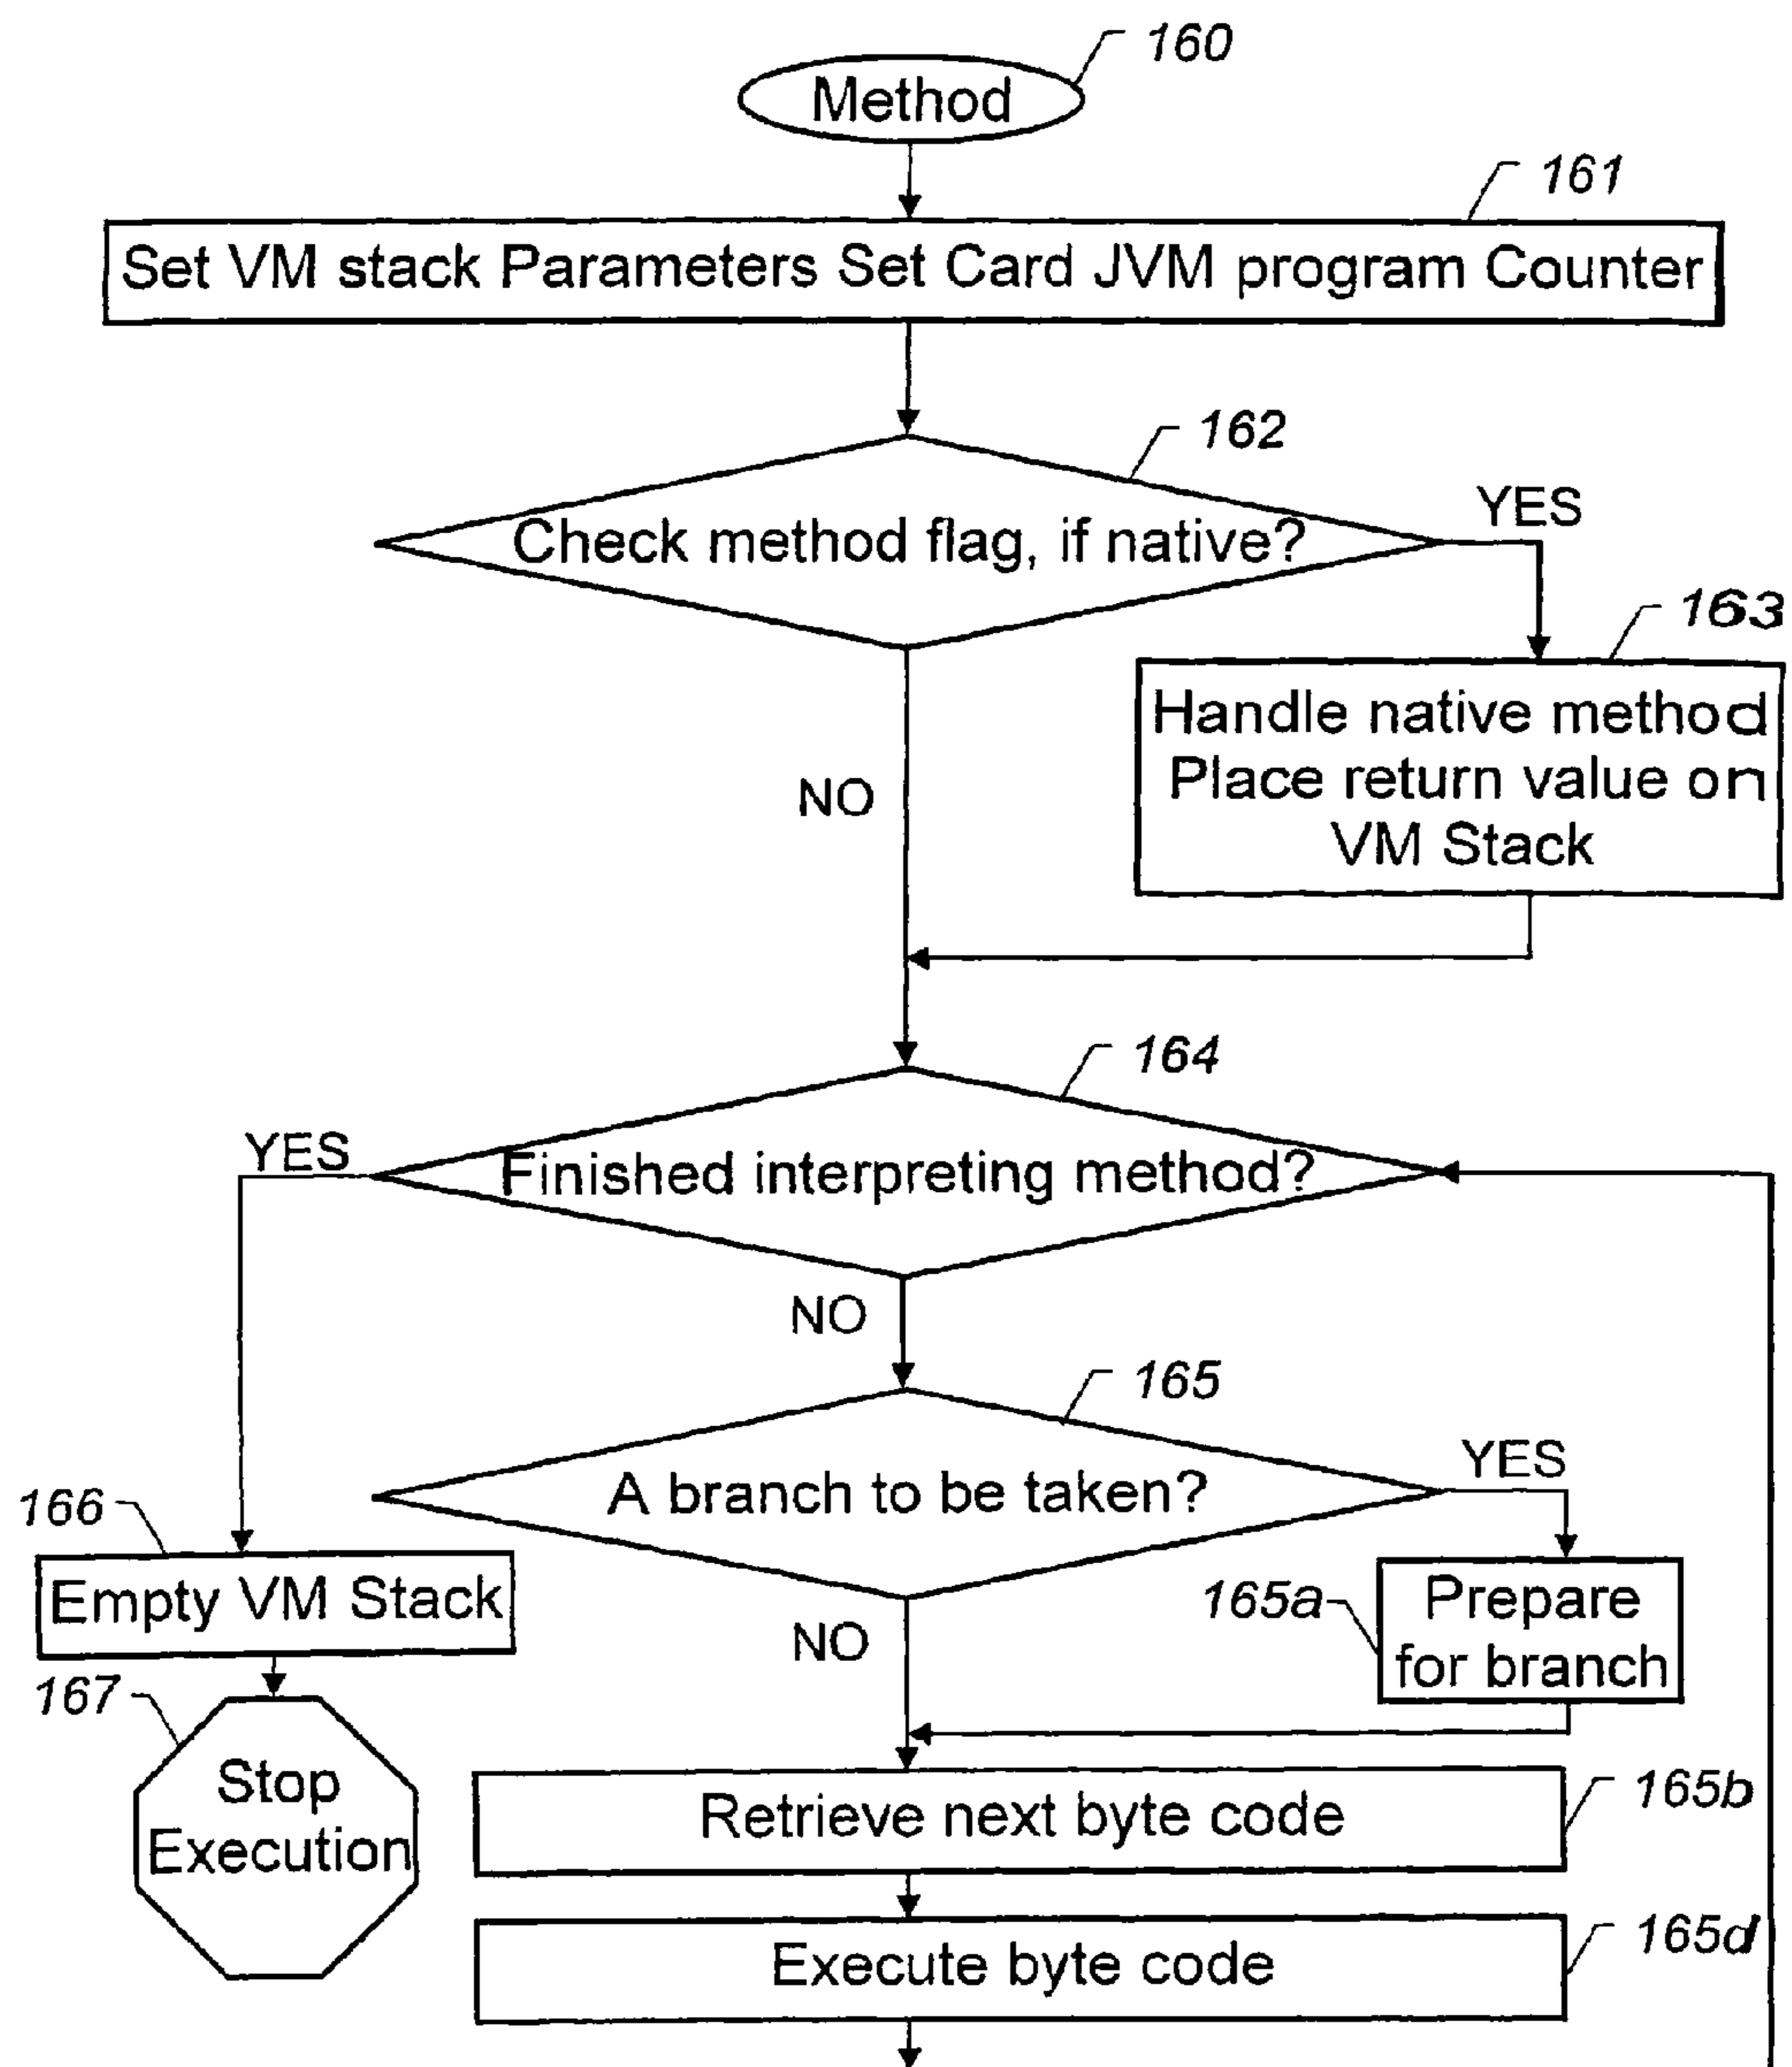 160
Method
161
Set VM stack Parameters Set Card JVM program Counter
162
Check method flag, if native?
YES
163
Handle native method
Place return value on
VM Stack
NO
164
YES
Finished interpreting method?
NO
165
A branch to be taken?
YES
166
Empty VM Stack
165a
Prepare
for branch
NO
167
Stop
Execution
Retrieve next byte code
165b
Execute byte code
165d